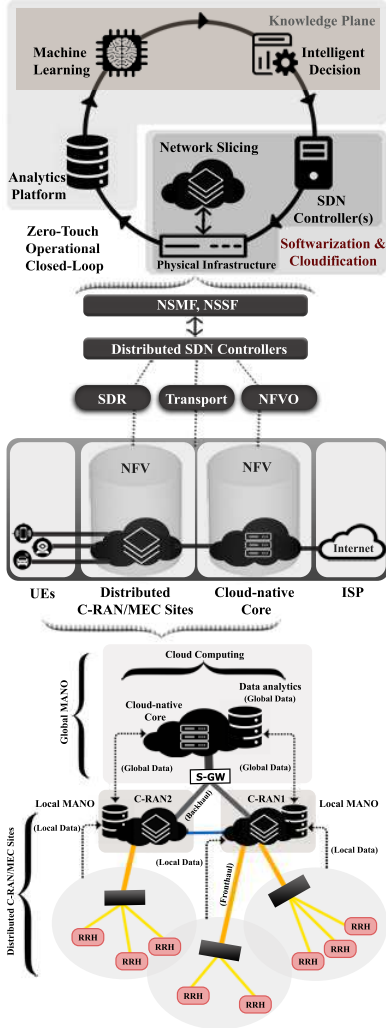 Knowledge Plane
Machine
Learning
Intelligent
Decision
Network Slicing
Analytics
Platform
SDN
Controller(s)
Zero-Touch
Operational
Closed-Loop
Physical Infrastructure
Softwarization &
Cloudification
NSMF, NSSF
Distributed SDN Controllers
SDR
Transport
NFVO
NFV
NFV
Internet
UEs
Distributed
C-RAN/MEC Sites
Cloud-native
Core
ISP
Global MANO
Cloud Computing
Data analytics
(Global Data)
Cloud-native
Core
(Global Data)
(Global Data)
S-GW
Local MANO
C-RAN2
(Backhaul)
C-RAN1
Local MANO
Distributed C-RAN/MEC Sites
(Local Data)
(Local Data)
(Local Data)
(Fronthaul)
RRH
RRH
RRH
RRH
RRH
RRH
RRH
RRH